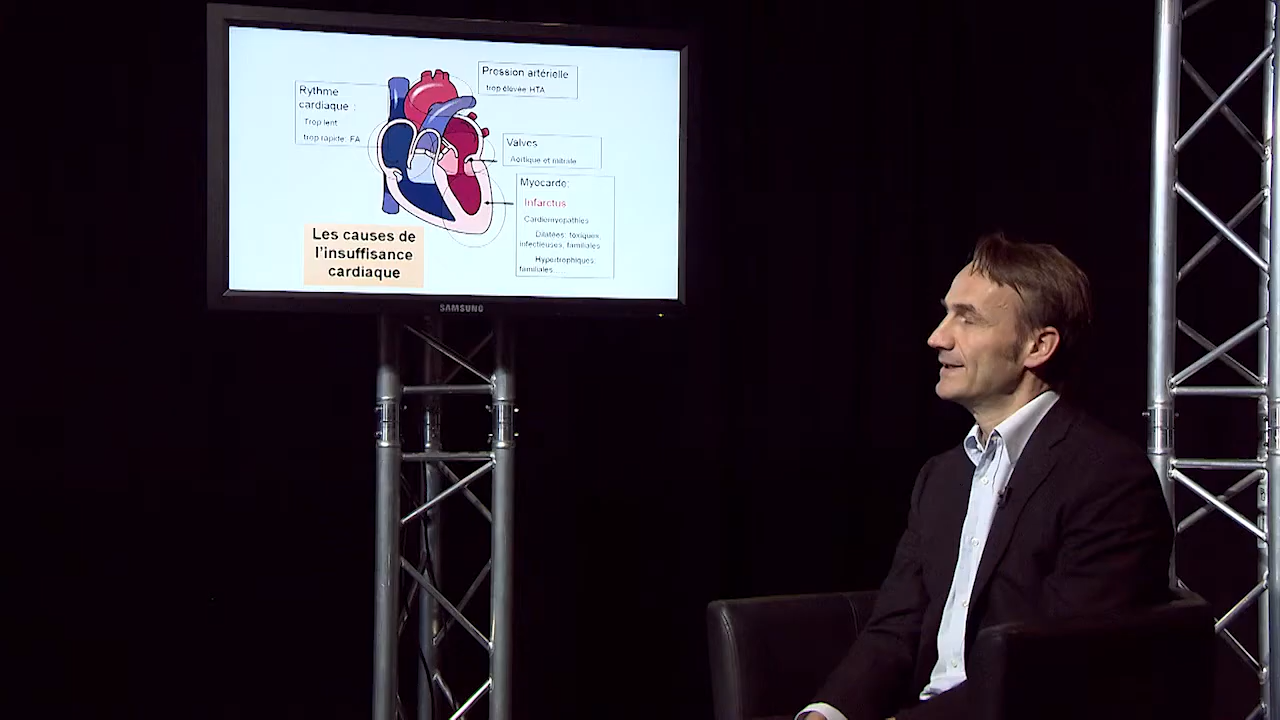 Pression artérielle
trop élevée: HTA
Rythme
cardiaque :
Trop lent
trop rapide: FA
Valves
Aortique et mitrale
Myocarde:
Infarctus
Cardiomyopathies
Dilatées: toxiques,
infectieuses, familiales
Hypertrophiques:
familiales.....
Les causes de
l'insuffisance
cardiaque
SAMSUNG